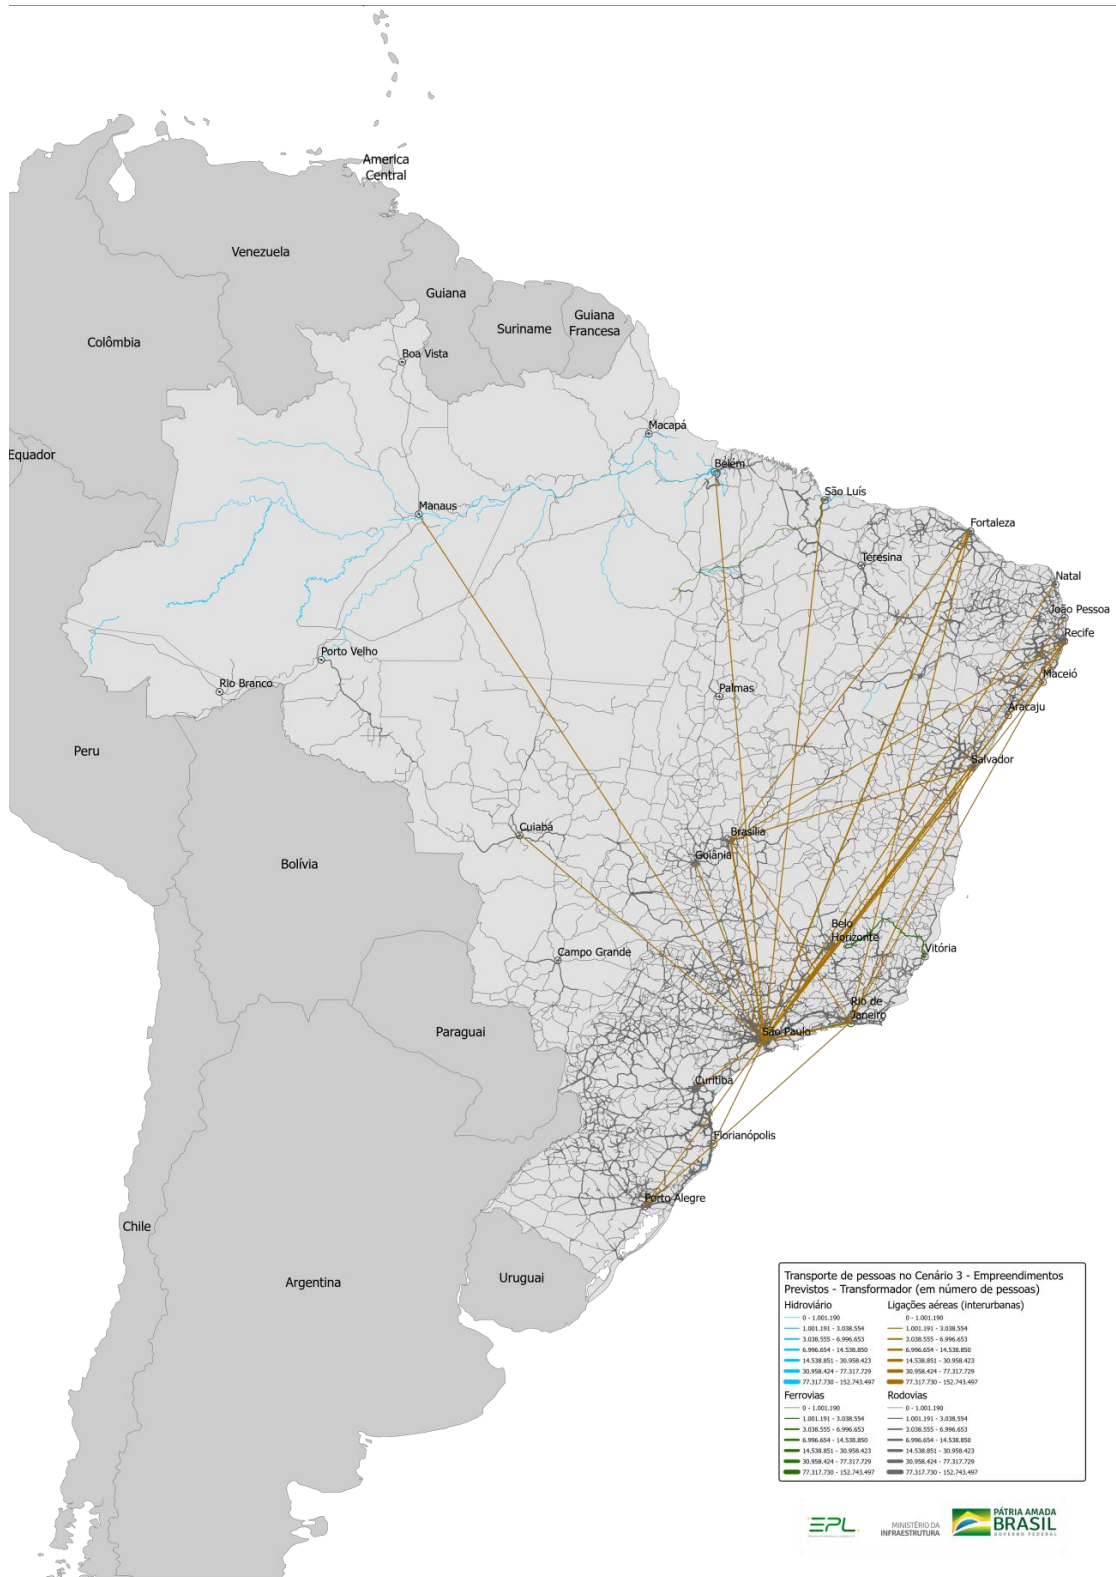 America
Central
Venezuela
Guiana
Suriname
Guiana
Francesa
Colômbia
Boa Vista
Macapá
Equador
Belém
São Luís
Manaus
Fortaleza
Teresina
Natal
João Pessoa
Recife
Porto Velho
Maceió
Rio Branco
Palmas
Aracaju
Peru
Salvador
Cuiabá
Brasília
Goiânia
Bolívia
Belo
Horizonte
Vitória
Campo Grande
Rio de
Janeiro
Paraguai
São Paulo
Curitiba
Florianópolis
Porto Alegre
Chile
Argentina
Uruguai
Transporte de pessoas no Cenário 3 - Empreendimentos
Previstos - Transformador (em número de pessoas)
Hidroviário
0 - 1.001.190
1.001.191 - 3.038.554
3.038.555 - 6.996.653
6.996.654 - 14.538.850
14.538.851 - 30.958.423
30.958.424 - 77.317.729
77.317.730 - 152.743.497
Ligações aéreas (interurbanas)
0 - 1.001.190
1.001.191 - 3.038.554
3.038.555 - 6.996.653
6.996.654 - 14.538.850
14.538.851 - 30.958.423
30.958.424 - 77.317.729
77.317.730 - 152.743.497
Ferrovias
0 - 1.001.190
1.001.191 - 3.038.554
3.038.555 - 6.996.653
6.996.654 - 14.538.850
14.538.851 - 30.958.423
30.958.424 - 77.317.729
77.317.730 - 152.743.497
Rodovias
0 - 1.001.190
1.001.191 - 3.038.554
3.038.555 - 6.996.653
6.996.654 - 14.538.850
14.538.851 - 30.958.423
30.958.424 - 77.317.729
77.317.730 - 152.743.497
EPL
MINISTÉRIO DA
INFRAESTRUTURA
PÁTRIA AMADA
BRASIL
GOVERNO FEDERAL